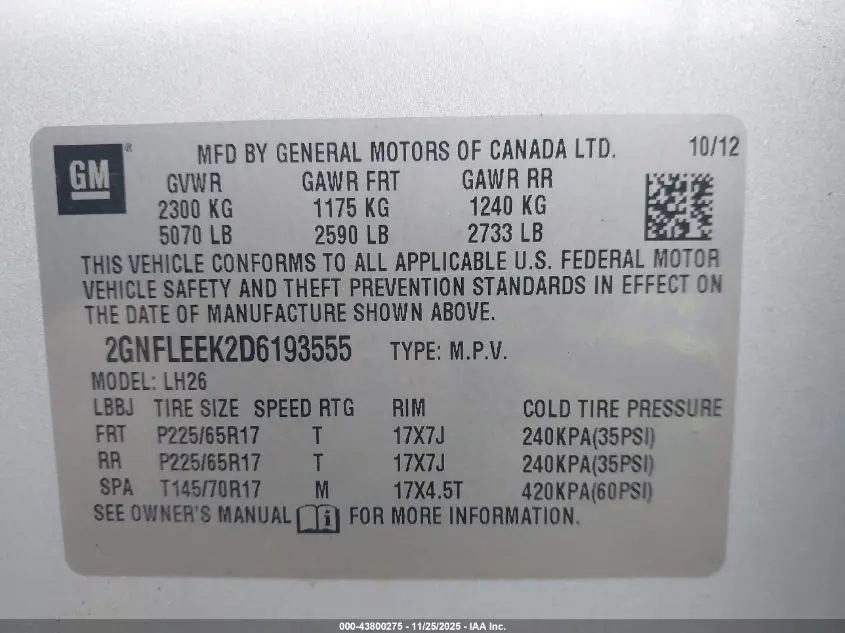 GM® MFD BY GENERAL MOTORS OF CANADA LTD. 10/12
GVWR GAWR FRT GAWR RR
2300 KG 1175 KG 1240 KG
5070 LB 2590 LB 2733 LB
THIS VEHICLE CONFORMS TO ALL APPLICABLE U.S. FEDERAL MOTOR
VEHICLE SAFETY AND THEFT PREVENTION STANDARDS IN EFFECT ON
THE DATE OF MANUFACTURE SHOWN ABOVE.
2GNFLEEK2D6193555 TYPE: M.P.V.
MODEL: LH26
LBBJ TIRE SIZE SPEED RTG RIM COLD TIRE PRESSURE
FRT P225/65R17 T 17X7J 240KPA(35PSI)
RR P225/65R17 T 17X7J 240KPA(35PSI)
SPA T145/70R17 M 17X4.5T 420KPA(60PSI)
SEE OWNER'S MANUAL i FOR MORE INFORMATION.
000-43800275 - 11/25/2025 - IAA Inc.